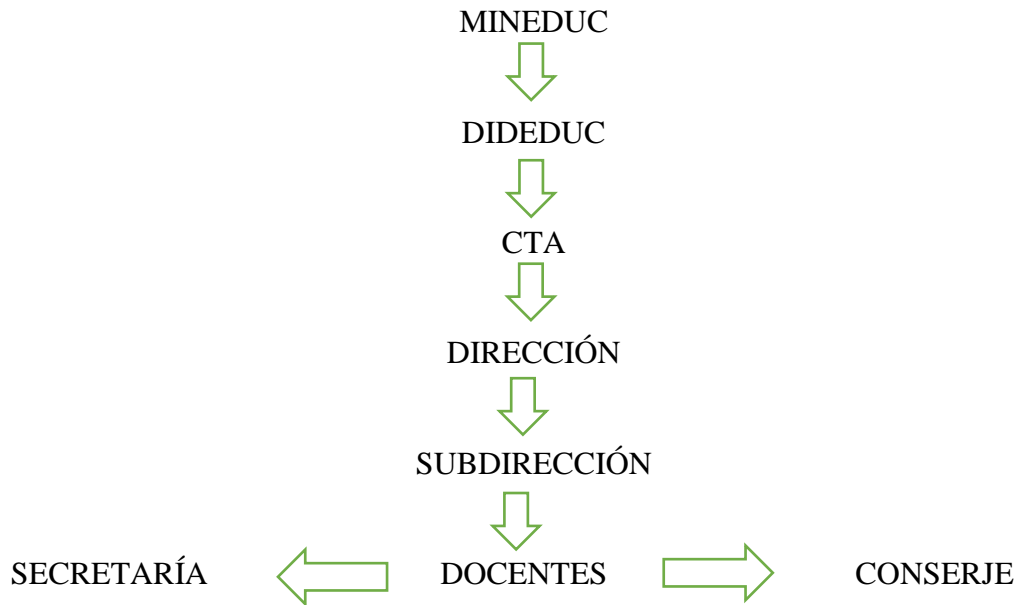 MINEDUC
DIDEDUC
CTA
DIRECCIÓN
SUBDIRECCIÓN
SECRETARÍA DOCENTES CONSERJE